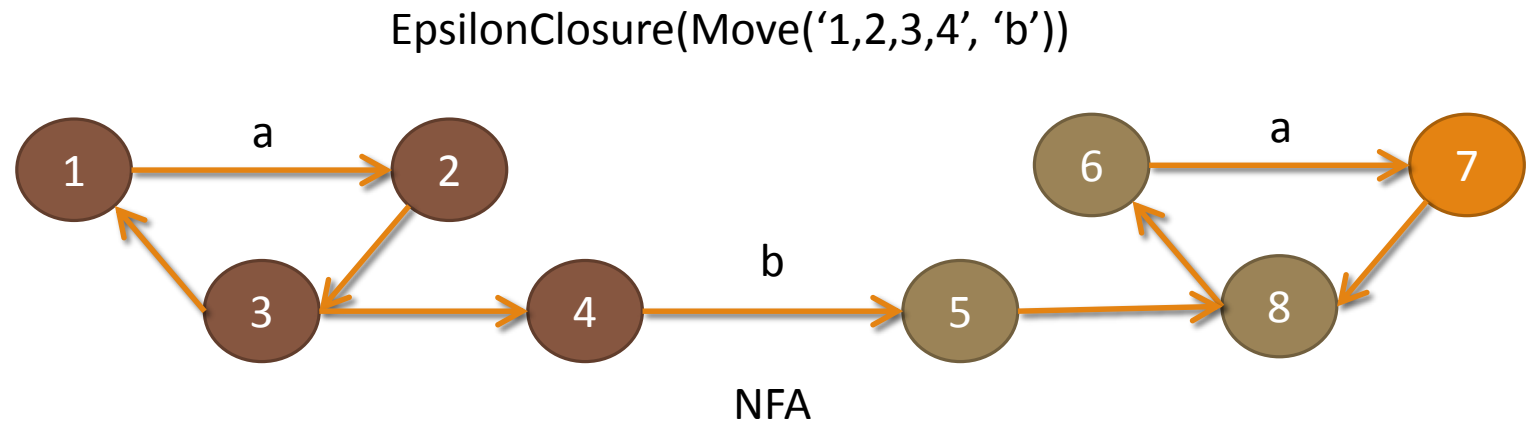 EpsilonClosure(Move(‘1,2,3,4’, ‘b’))
a
a
1
2
6
7
b
3
4
5
8
NFA